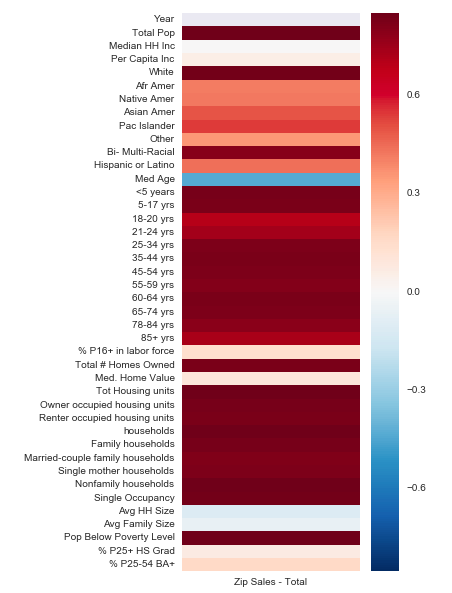 Year
Total Pop
Median HH Inc
Per Capita Inc
White
Afr Amer
Native Amer
Asian Amer
Pac Islander
Other
Bi- Multi-Racial
Hispanic or Latino
Med Age
<5 years
5-17 yrs
18-20 yrs
21-24 yrs
25-34 yrs
35-44 yrs
45-54 yrs
55-59 yrs
60-64 yrs
65-74 yrs
78-84 yrs
85+ yrs
% P16+ in labor force
Total # Homes Owned
Med. Home Value
Tot Housing units
Owner occupied housing units
Renter occupied housing units
households
Family households
Married-couple family households
Single mother households
Nonfamily households
Single Occupancy
Avg HH Size
Avg Family Size
Pop Below Poverty Level
% P25+ HS Grad
% P25-54 BA+
Zip Sales - Total
0.6
0.3
0.0
−0.3
−0.6